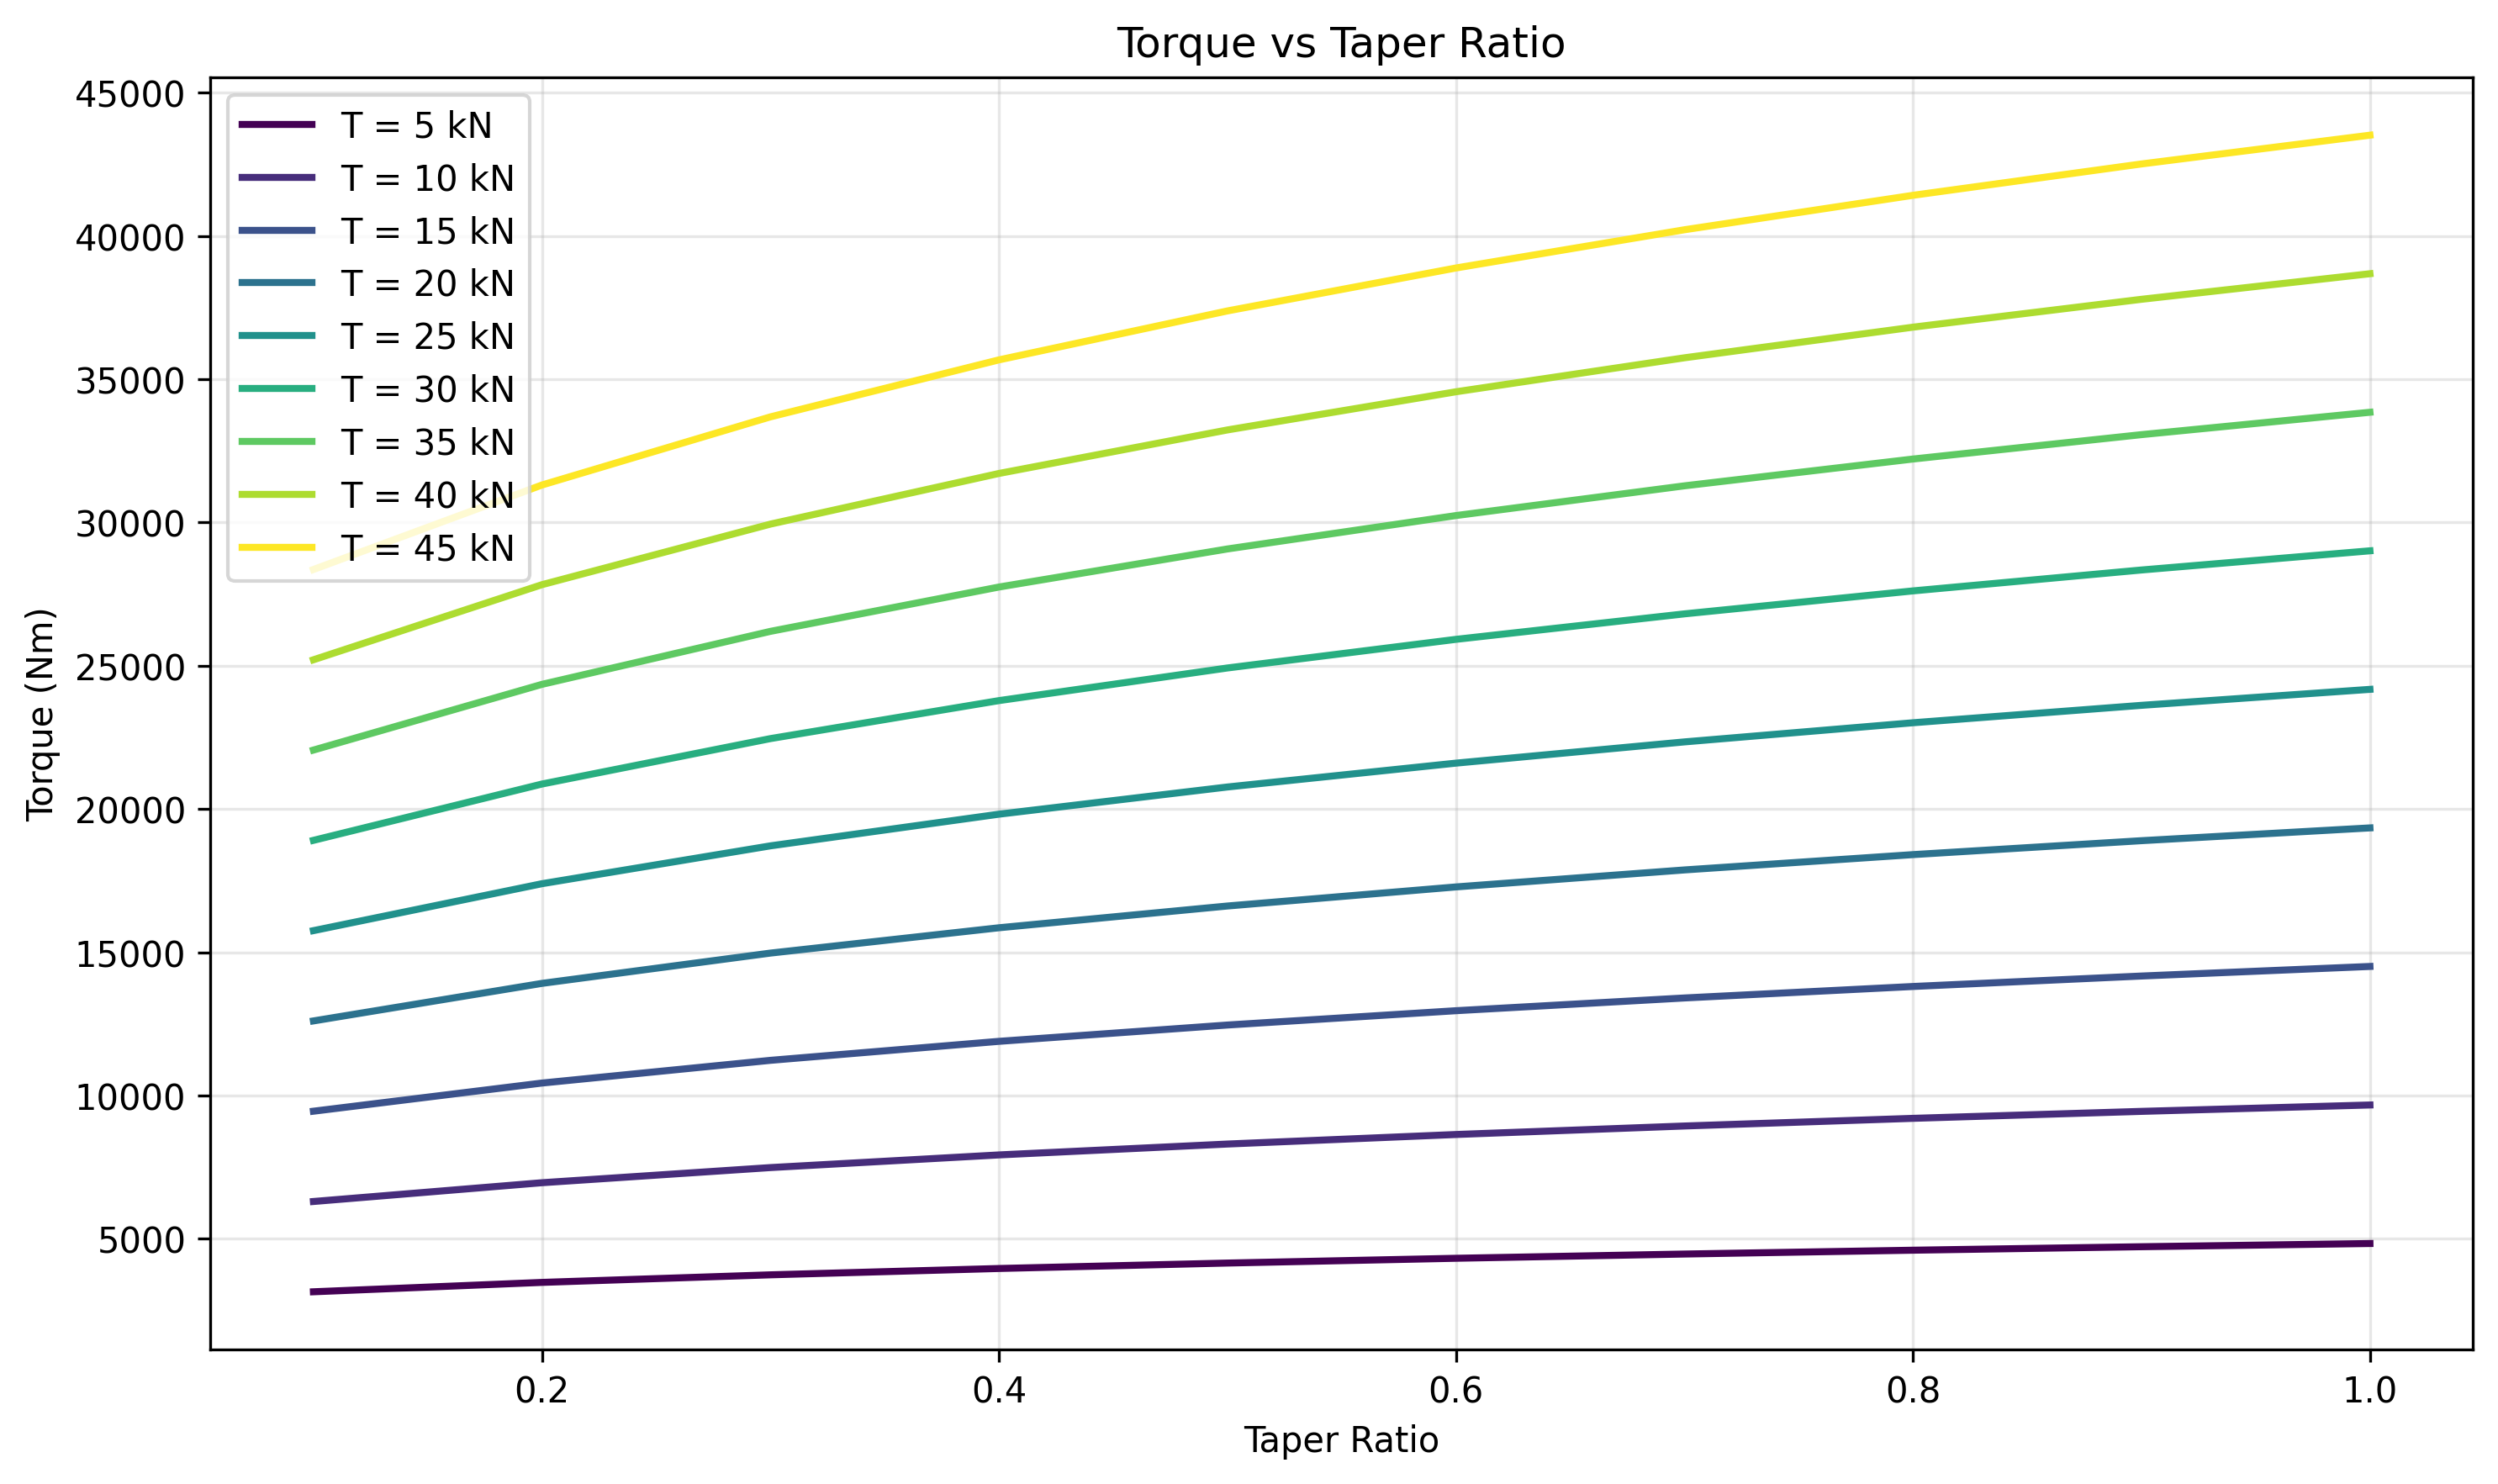 Torque vs Taper Ratio
45000
40000
35000
30000
25000
20000
15000
10000
5000
Torque (Nm)
T = 5 kN
T = 10 kN
T = 15 kN
T = 20 kN
T = 25 kN
T = 30 kN
T = 35 kN
T = 40 kN
T = 45 kN
0.2 0.4 0.6 0.8 1.0
Taper Ratio